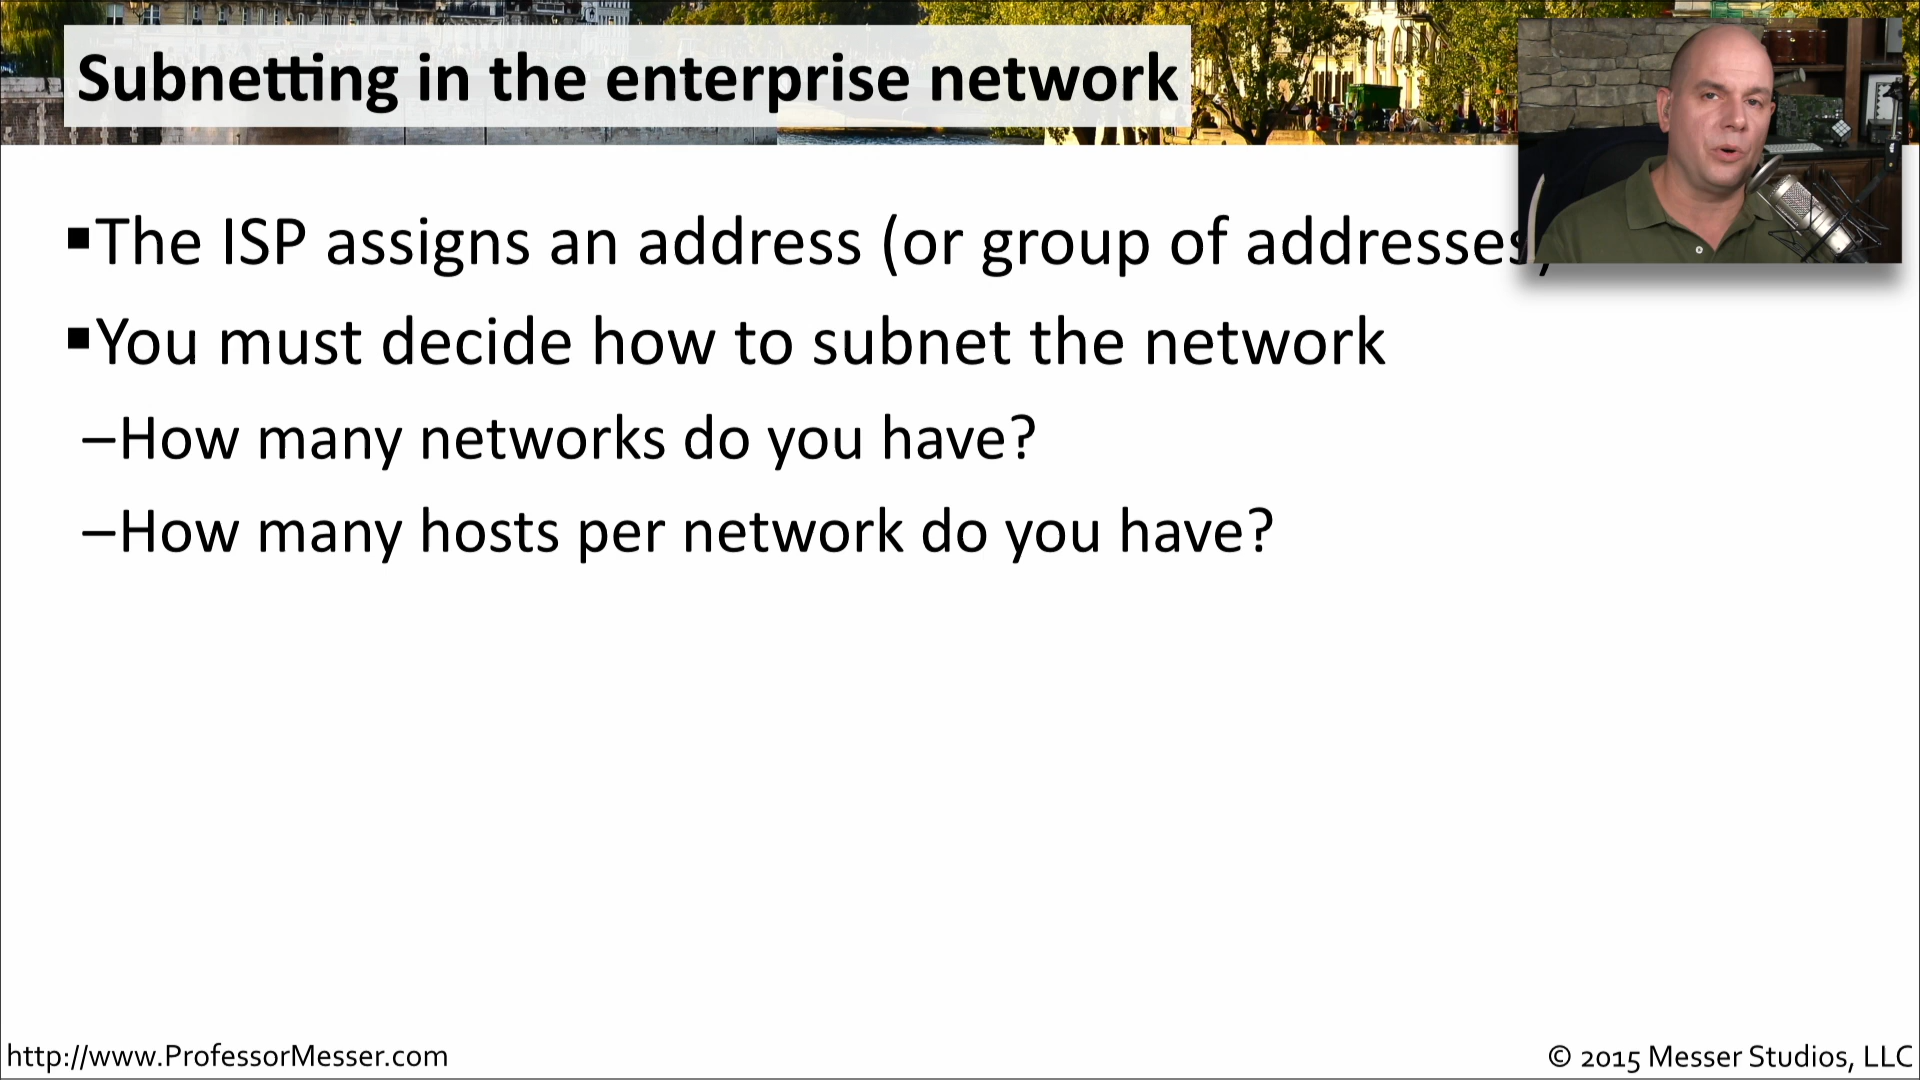 Subnetting in the enterprise network
▪The ISP assigns an address (or group of addresses)
▪You must decide how to subnet the network
–How many networks do you have?
–How many hosts per network do you have?
http://www.ProfessorMesser.com
© 2015 Messer Studios, LLC